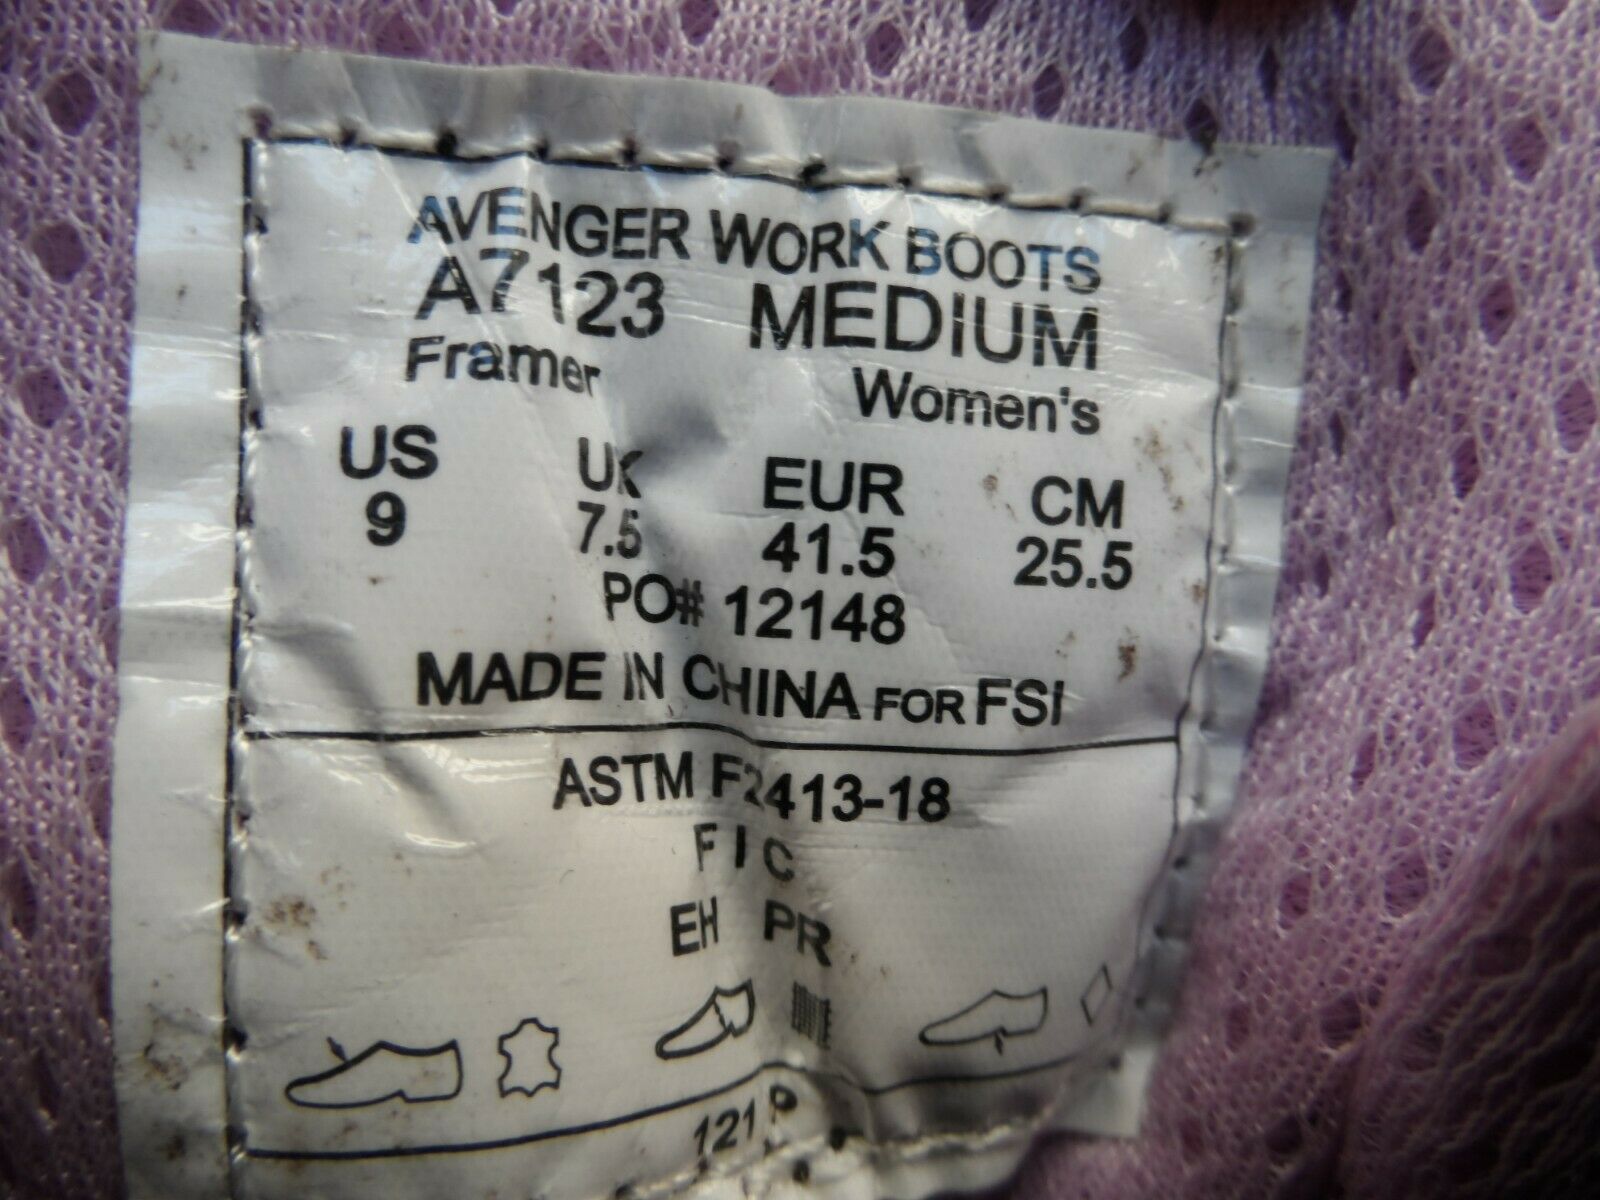 AVENGER WORK BOOTS
A7123 MEDIUM
Framer Women's
US UK EUR CM
9 7.5 41.5 25.5
PO# 12148
MADE IN CHINA FOR FSI
ASTM F2413-18
F I C
EH PR
121